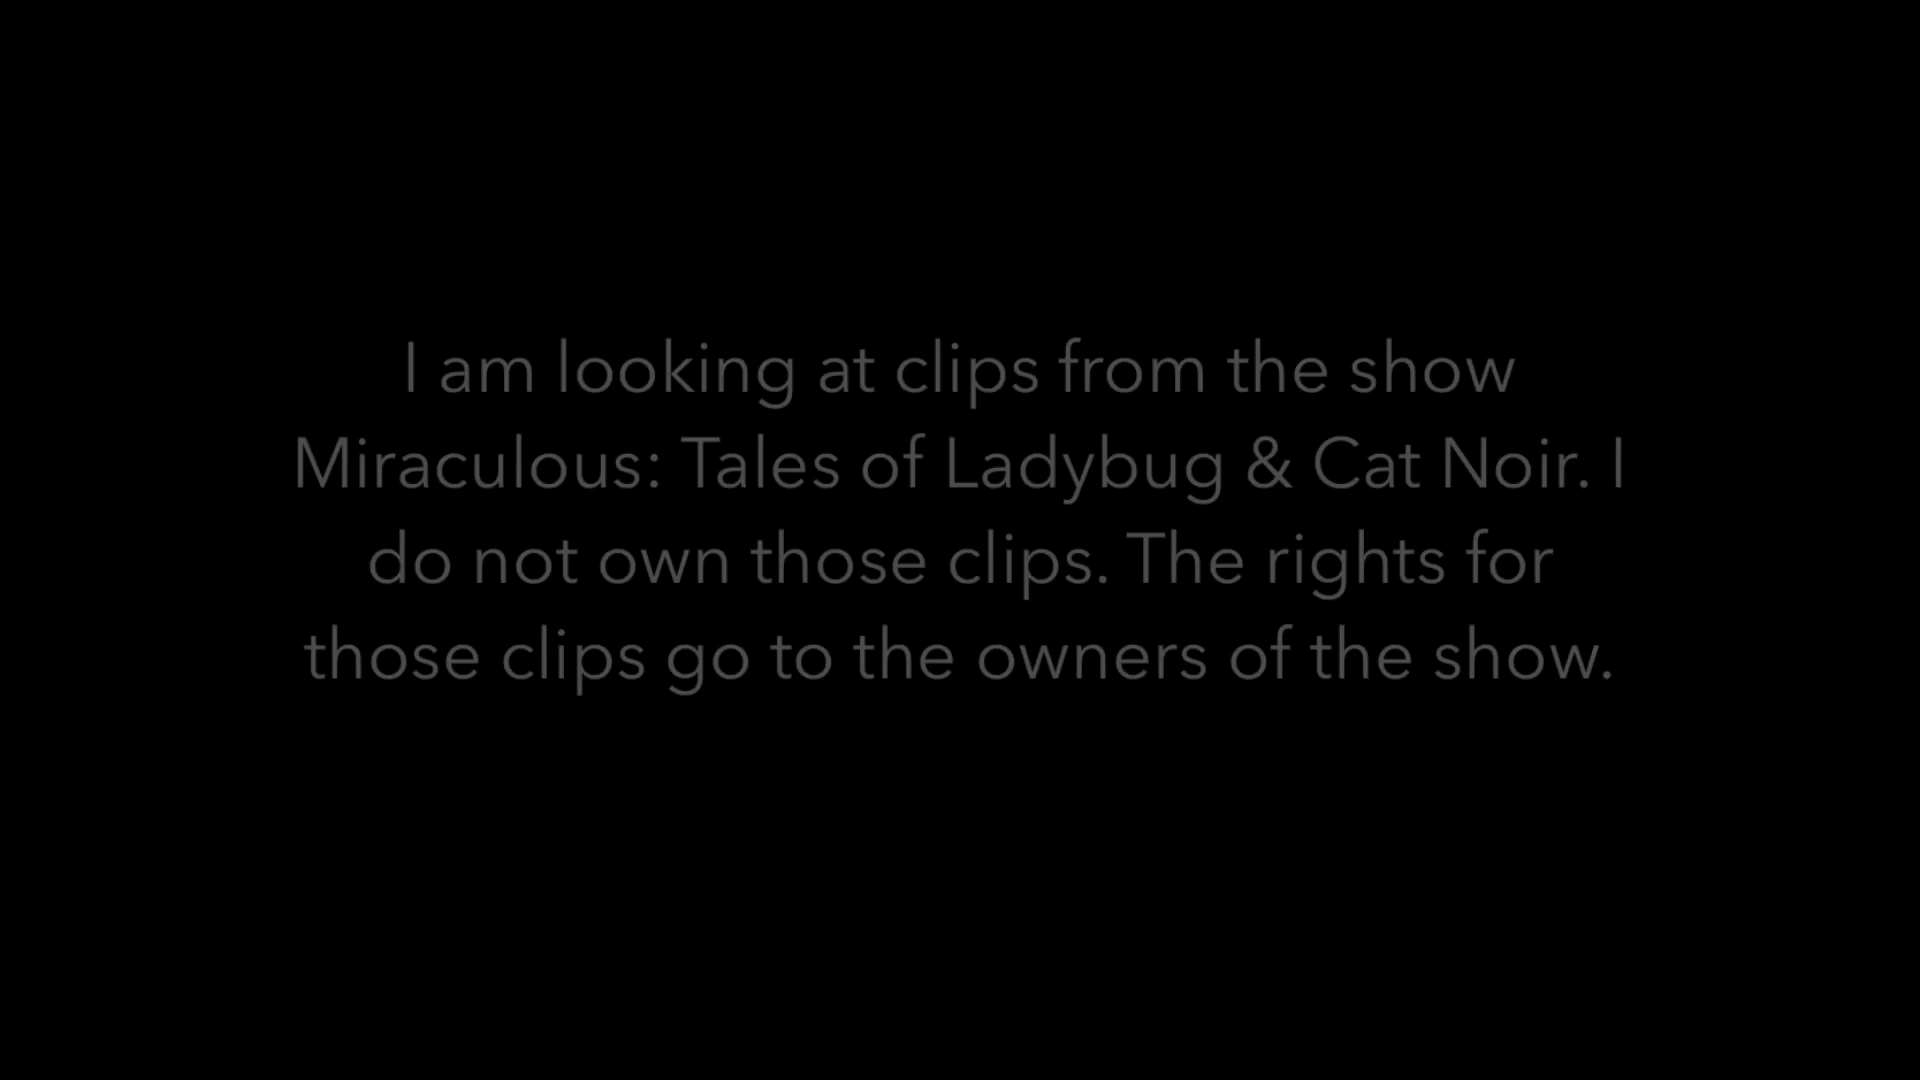 I am looking at clips from the show
Miraculous: Tales of Ladybug & Cat Noir. I
do not own those clips. The rights for
those clips go to the owners of the show.